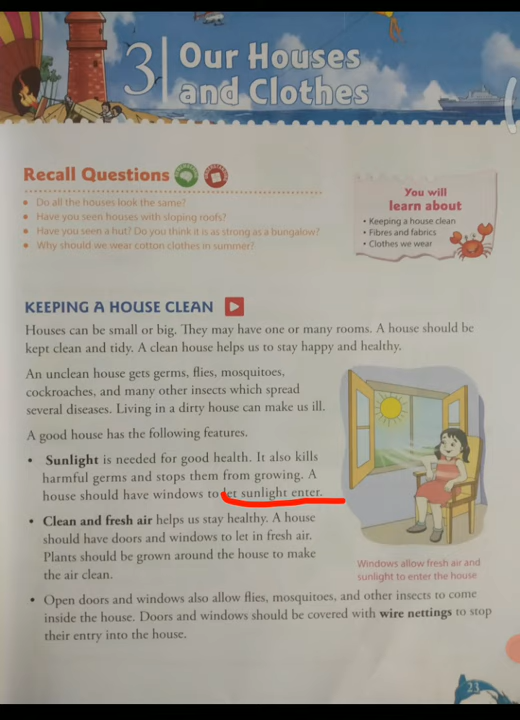 3
Our Houses
and Clothes
Recall Questions
• Do all the houses look the same?
• Have you seen houses with sloping roofs?
• Have you seen a hut? Do you think it is as strong as a bungalow?
• Why should we wear cotton clothes in summer?
You will
learn about
• Keeping a house clean
• Fibres and fabrics
• Clothes we wear
KEEPING A HOUSE CLEAN
Houses can be small or big. They may have one or many rooms. A house should be
kept clean and tidy. A clean house helps us to stay happy and healthy.
An unclean house gets germs, flies, mosquitoes,
cockroaches, and many other insects which spread
several diseases. Living in a dirty house can make us ill.
A good house has the following features.
• Sunlight is needed for good health. It also kills
harmful germs and stops them from growing. A
house should have windows to let sunlight enter.
• Clean and fresh air helps us stay healthy. A house
should have doors and windows to let in fresh air.
Plants should be grown around the house to make
the air clean.
Windows allow fresh air and
sunlight to enter the house
• Open doors and windows also allow flies, mosquitoes, and other insects to come
inside the house. Doors and windows should be covered with wire nettings to stop
their entry into the house.
23